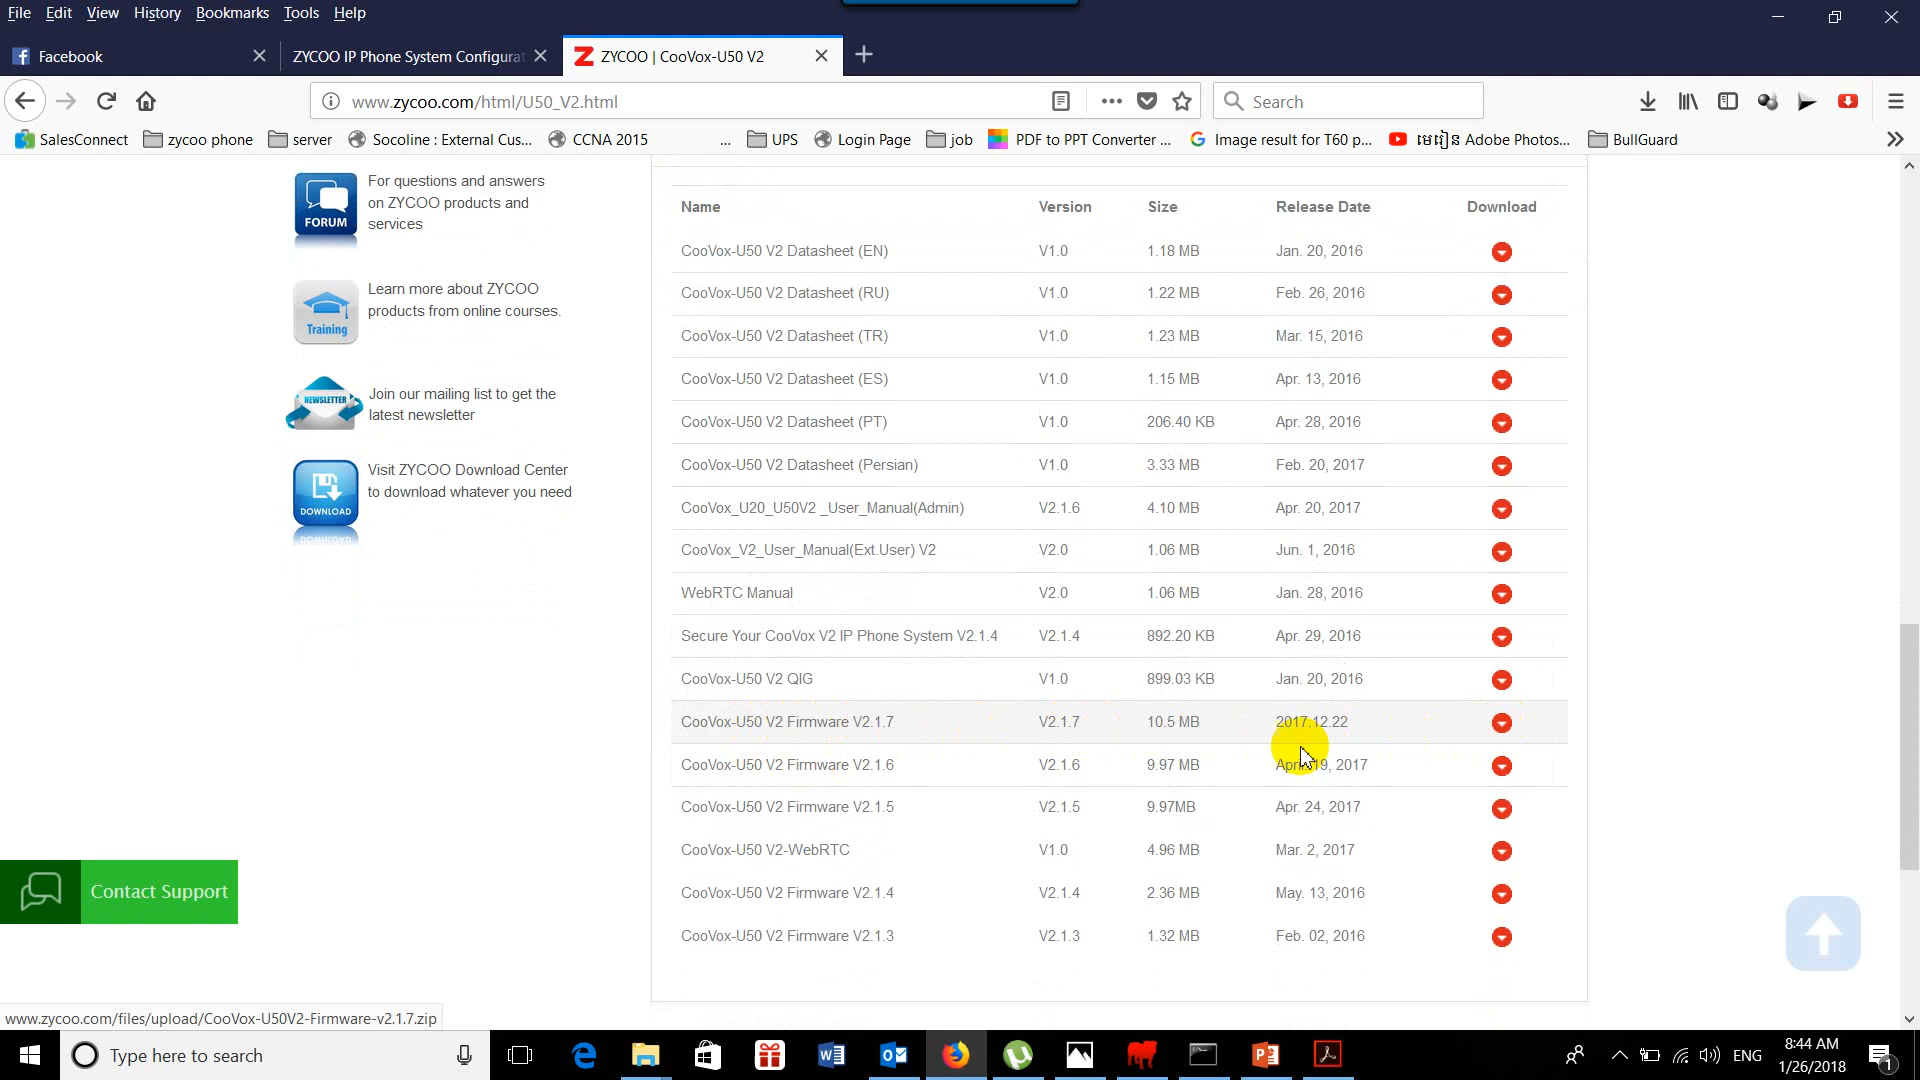 File Edit View History Bookmarks Tools Help
Facebook
ZYCOO IP Phone System Configurat
ZYCOO | CooVox-U50 V2
www.zycoo.com/html/U50_V2.html
Search
SalesConnect
zycoo phone
server
Socoline : External Cus...
CCNA 2015
...
UPS
Login Page
job
PDF to PPT Converter ...
Image result for T60 p...
មេរៀន Adobe Photos...
BullGuard
FORUM
For questions and answers
on ZYCOO products and
services
Training
Learn more about ZYCOO
products from online courses.
NEWSLETTER
Join our mailing list to get the
latest newsletter
DOWNLOAD
Visit ZYCOO Download Center
to download whatever you need
Name Version Size Release Date Download
CooVox-U50 V2 Datasheet (EN) V1.0 1.18 MB Jan. 20, 2016
CooVox-U50 V2 Datasheet (RU) V1.0 1.22 MB Feb. 26, 2016
CooVox-U50 V2 Datasheet (TR) V1.0 1.23 MB Mar. 15, 2016
CooVox-U50 V2 Datasheet (ES) V1.0 1.15 MB Apr. 13, 2016
CooVox-U50 V2 Datasheet (PT) V1.0 206.40 KB Apr. 28, 2016
CooVox-U50 V2 Datasheet (Persian) V1.0 3.33 MB Feb. 20, 2017
CooVox_U20_U50V2 _User_Manual(Admin) V2.1.6 4.10 MB Apr. 20, 2017
CooVox_V2_User_Manual(Ext.User) V2 V2.0 1.06 MB Jun. 1, 2016
WebRTC Manual V2.0 1.06 MB Jan. 28, 2016
Secure Your CooVox V2 IP Phone System V2.1.4 V2.1.4 892.20 KB Apr. 29, 2016
CooVox-U50 V2 QIG V1.0 899.03 KB Jan. 20, 2016
CooVox-U50 V2 Firmware V2.1.7 V2.1.7 10.5 MB 2017.12.22
CooVox-U50 V2 Firmware V2.1.6 V2.1.6 9.97 MB 19, 2017
CooVox-U50 V2 Firmware V2.1.5 V2.1.5 9.97MB Apr. 24, 2017
CooVox-U50 V2-WebRTC V1.0 4.96 MB Mar. 2, 2017
CooVox-U50 V2 Firmware V2.1.4 V2.1.4 2.36 MB May. 13, 2016
CooVox-U50 V2 Firmware V2.1.3 V2.1.3 1.32 MB Feb. 02, 2016
Contact Support
www.zycoo.com/files/upload/CooVox-U50V2-Firmware-v2.1.7.zip
Type here to search
ENG
8:44 AM
1/26/2018
1